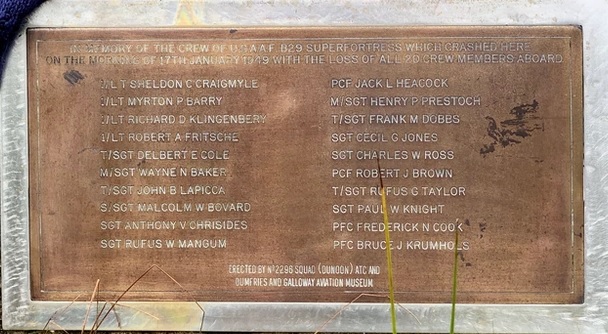 IN MEMORY OF THE CREW OF U.S.A.A.F. B29 SUPERFORTRESS WHICH CRASHED HERE
ON THE MORNING OF 17TH JANUARY 1949 WITH THE LOSS OF ALL 20 CREW MEMBERS ABOARD
1/LT SHELDON C CRAIGMYLE
1/LT MYRTON P BARRY
1/LT RICHARD D KLINGENBERY
1/LT ROBERT A FRITSCHE
T/SGT DELBERT E COLE
M/SGT WAYNE N BAKER
T/SGT JOHN B LAPICCA
S/SGT MALCOLM W BOVARD
SGT ANTHONY V CHRISIDES
SGT RUFUS W MANGUM
PCF JACK L HEACOCK
M/SGT HENRY P PRESTOCH
T/SGT FRANK M DOBBS
SGT CECIL G JONES
SGT CHARLES W ROSS
PCF ROBERT J BROWN
T/SGT RUFUS G TAYLOR
SGT PAUL W KNIGHT
PFC FREDERICK N COOK
PFC BRUCE J KRUMHOLS
ERECTED BY Nº2296 SQUAD (DUNOON) ATC AND
DUMFRIES AND GALLOWAY AVIATION MUSEUM